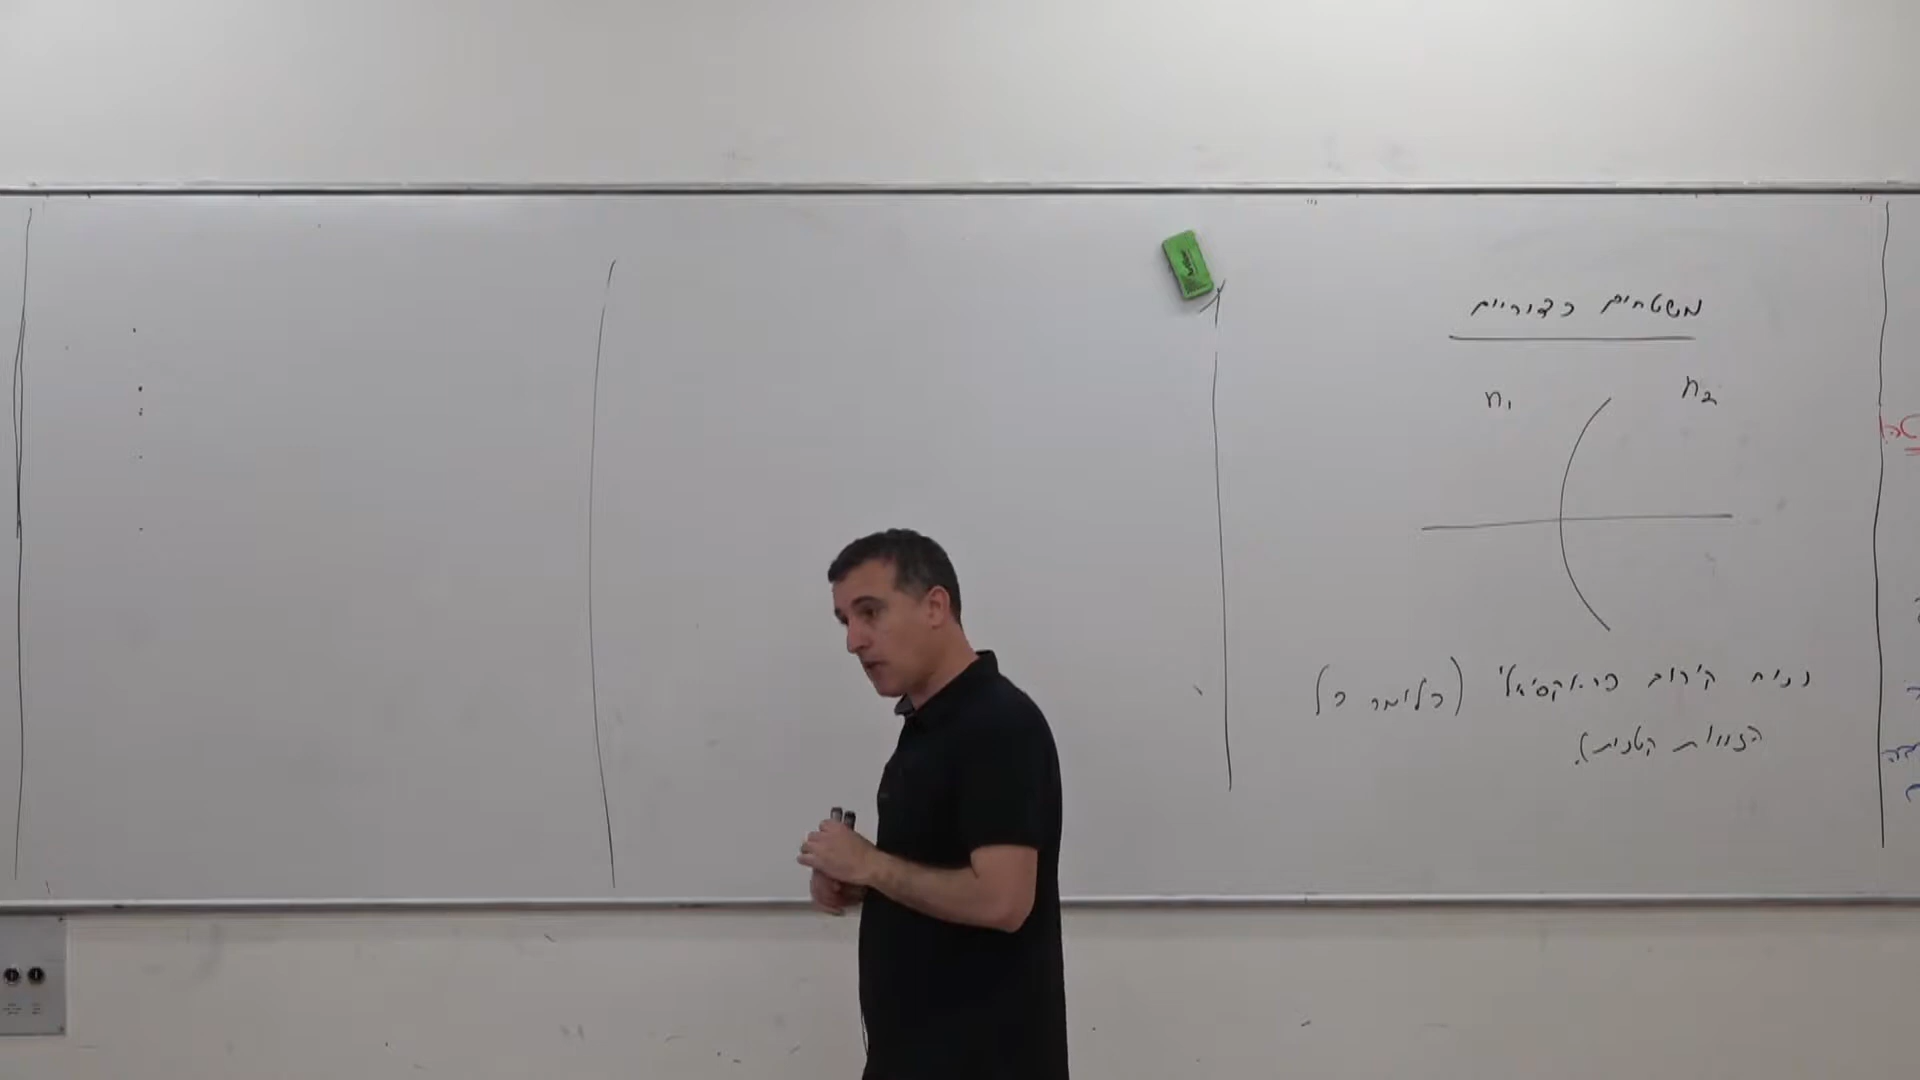 משטחים כדוריים
n₁
n₂
נניח קירוב פראקסיאלי (כלומר כל
הזוויות קטנות).